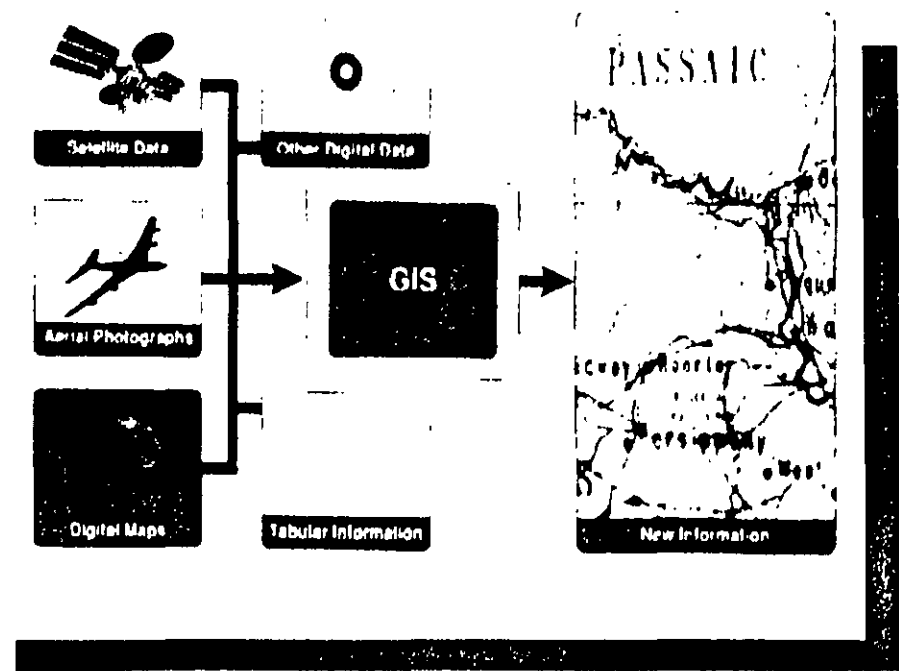 PASSAIC
Satellite Data
Other Digital Data
Aerial Photographs
GIS
Digital Maps
Tabular Information
New Information